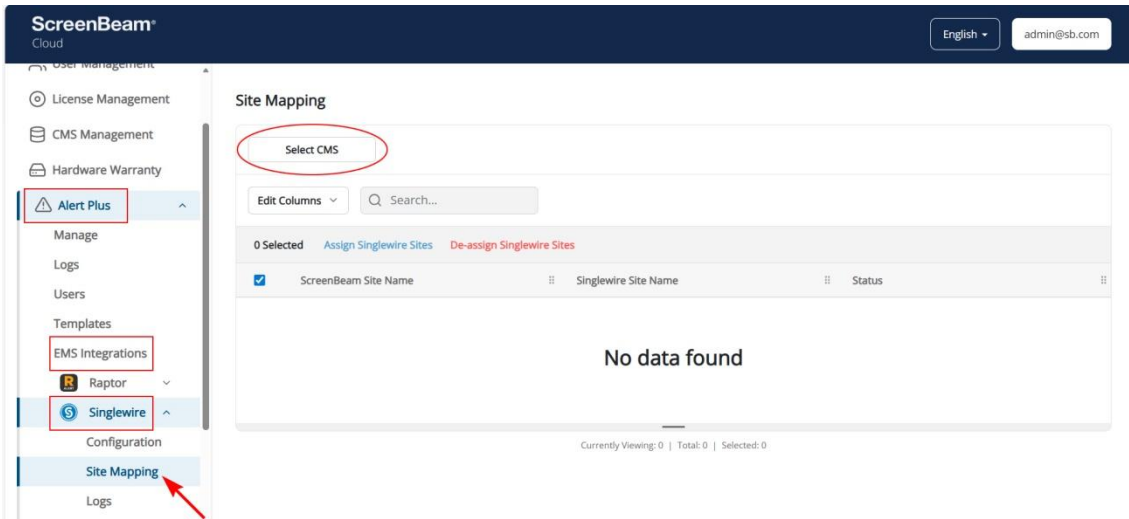 ScreenBeam®
Cloud
English
admin@sb.com
User Management
License Management
CMS Management
Hardware Warranty
Alert Plus
Manage
Logs
Users
Templates
EMS Integrations
Raptor
Singlewire
Configuration
Site Mapping
Logs
Site Mapping
Select CMS
Edit Columns
Search...
0 Selected Assign Singlewire Sites De-assign Singlewire Sites
ScreenBeam Site Name Singlewire Site Name Status
No data found
Currently Viewing: 0 | Total: 0 | Selected: 0